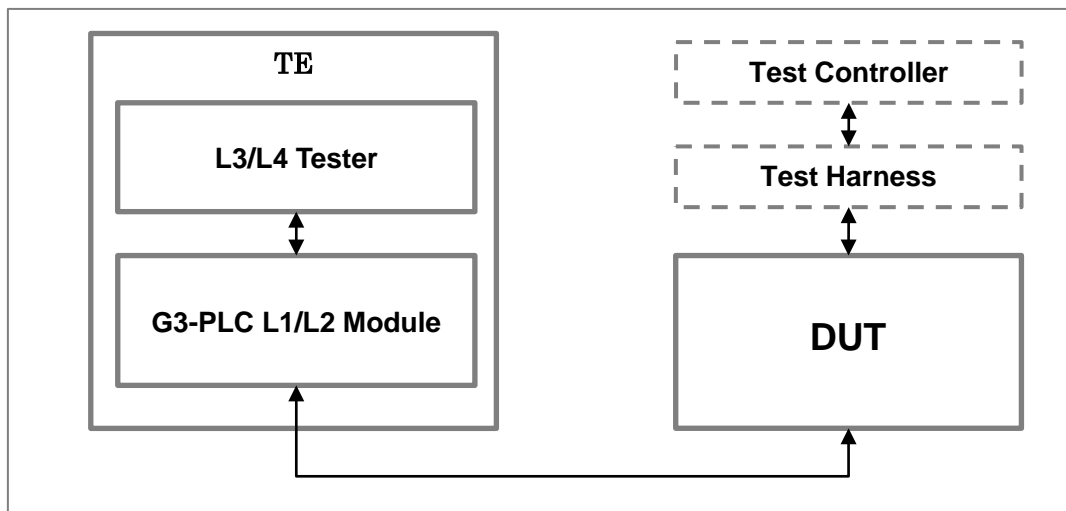 TE
L3/L4 Tester
G3-PLC L1/L2 Module
Test Controller
Test Harness
DUT